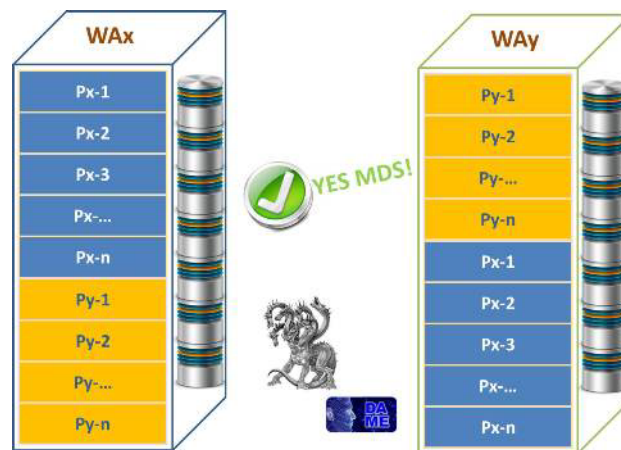 WAx
Px-1
Px-2
Px-3
Px-...
Px-n
Py-1
Py-2
Py-...
Py-n
YES MDS!
DA
ME
WAy
Py-1
Py-2
Py-...
Py-n
Px-1
Px-2
Px-3
Px-...
Px-n